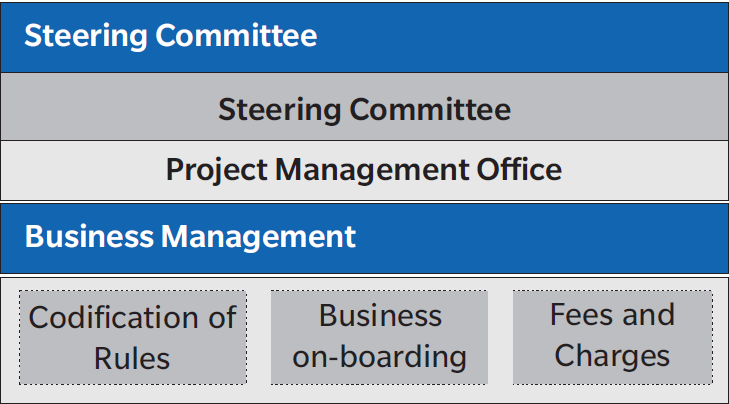 Steering Committee
Steering Committee
Project Management Office
Business Management
Codification of
Rules
Business
on-boarding
Fees and
Charges